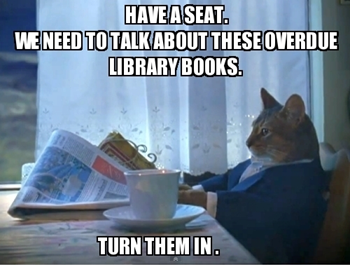 HAVE A SEAT.
WE NEED TO TALK ABOUT THESE OVERDUE
LIBRARY BOOKS.
TURN THEM IN .